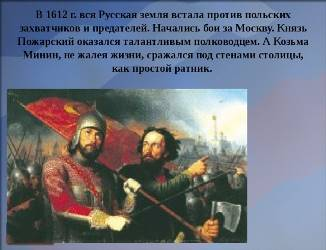 В 1612 г. вся Русская земля встала против польских
захватчиков и предателей. Начались бои за Москву. Князь
Пожарский оказался талантливым полководцем. А Козьма
Минин, не жалея жизни, сражался под стенами столицы,
как простой ратник.